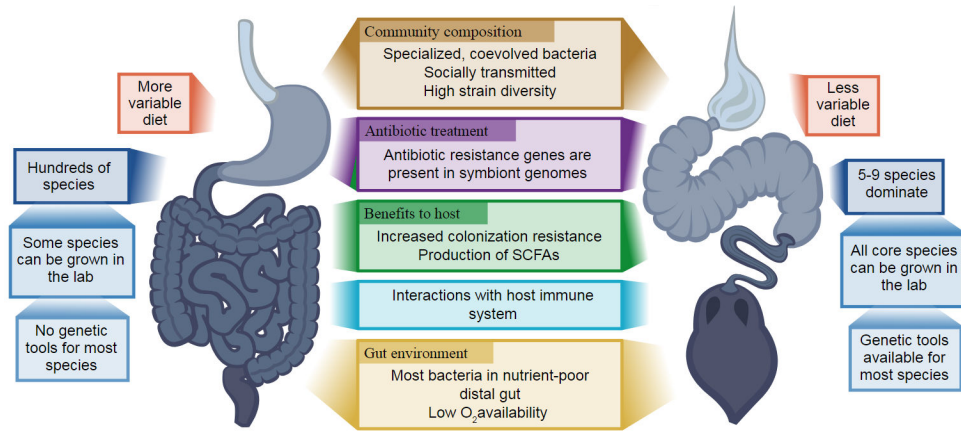 Community composition
Specialized, coevolved bacteria
Socially transmitted
High strain diversity
More
variable
diet
Less
variable
diet
Antibiotic treatment
Antibiotic resistance genes are
present in symbiont genomes
Hundreds of
species
5-9 species
dominate
Benefits to host
Increased colonization resistance
Production of SCFAs
Some species
can be grown in
the lab
All core species
can be grown in
the lab
Interactions with host immune
system
No genetic
tools for most
species
Genetic tools
available for
most species
Gut environment
Most bacteria in nutrient-poor
distal gut
Low O₂availability